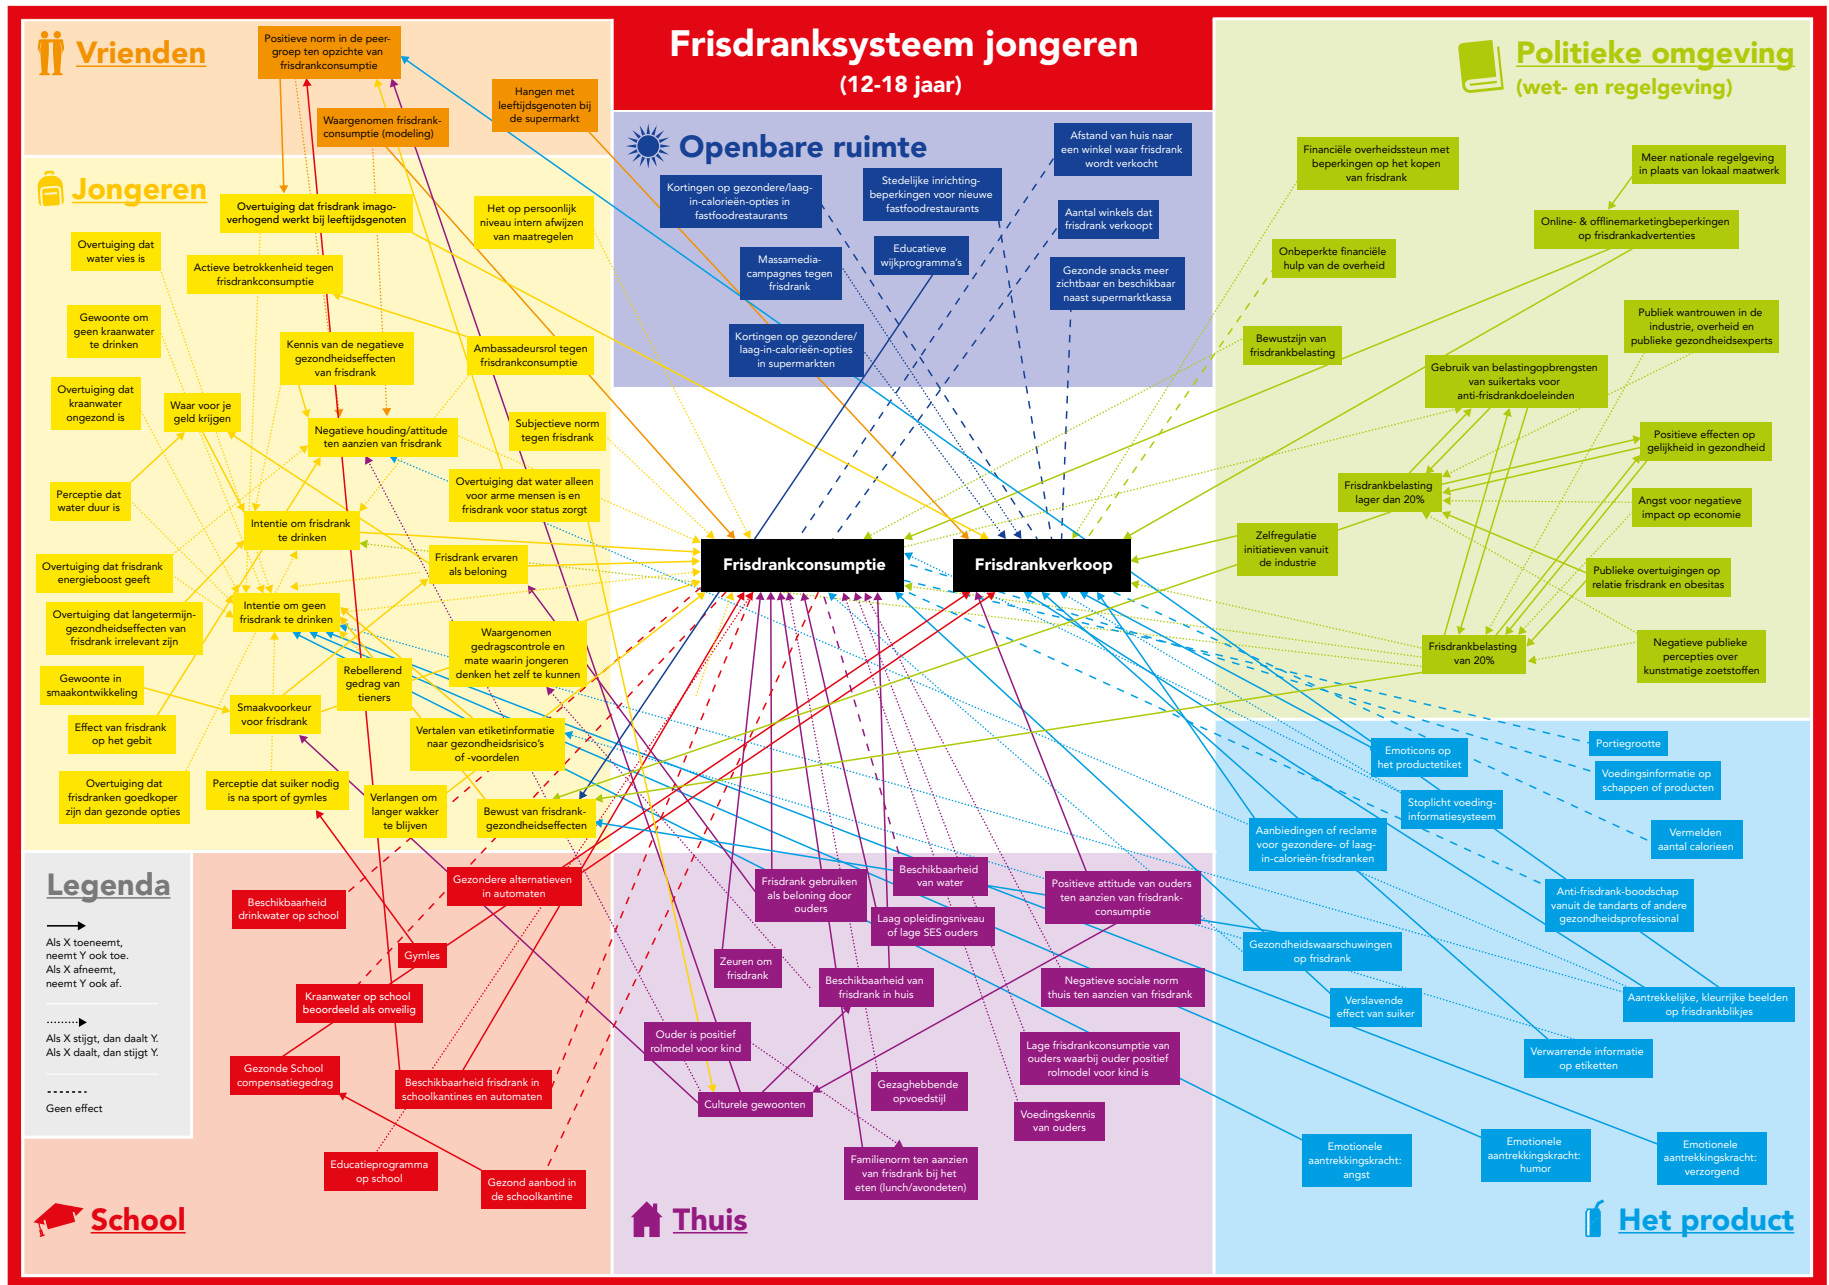 Frisdranksysteem jongeren
(12-18 jaar)
Vrienden
Positieve norm in de peer-
groep ten opzichte van
frisdrankconsumptie
Hangen met
leeftijdsgenoten bij
de supermarkt
Waargenomen frisdrank-
consumptie (modeling)
Jongeren
Overtuiging dat frisdrank imago-
verhogend werkt bij leeftijdsgenoten
Het op persoonlijk
niveau intern afwijzen
van maatregelen
Overtuiging dat
water vies is
Actieve betrokkenheid tegen
frisdrankconsumptie
Gewoonte om
geen kraanwater
te drinken
Kennis van de negatieve
gezondheidseffecten
van frisdrank
Ambassadeursrol tegen
frisdrankconsumptie
Overtuiging dat
kraanwater
ongezond is
Waar voor je
geld krijgen
Negatieve houding/attitude
ten aanzien van frisdrank
Subjectieve norm
tegen frisdrank
Overtuiging dat water alleen
voor arme mensen is en
frisdrank voor status zorgt
Perceptie dat
water duur is
Intentie om frisdrank
te drinken
Frisdrank ervaren
als beloning
Overtuiging dat frisdrank
energieboost geeft
Overtuiging dat langetermijn-
gezondheidseffecten van
frisdrank irrelevant zijn
Intentie om geen
frisdrank te drinken
Waargenomen
gedragscontrole en
mate waarin jongeren
denken het zelf te kunnen
Gewoonte in
smaakontwikkeling
Rebellerend
gedrag van
tieners
Smaakvoorkeur
voor frisdrank
Effect van frisdrank
op het gebit
Vertalen van etiketinformatie
naar gezondheidsrisico's
of -voordelen
Overtuiging dat
frisdranken goedkoper
zijn dan gezonde opties
Perceptie dat suiker nodig
is na sport of gymles
Verlangen om
langer wakker
te blijven
Bewust van frisdrank-
gezondheidseffecten
Openbare ruimte
Afstand van huis naar
een winkel waar frisdrank
wordt verkocht
Kortingen op gezondere/laag-
in-calorieën-opties in
fastfoodrestaurants
Stedelijke inrichting-
beperkingen voor nieuwe
fastfoodrestaurants
Aantal winkels dat
frisdrank verkoopt
Massamedia-
campagnes tegen
frisdrank
Educatieve
wijkprogramma's
Gezonde snacks meer
zichtbaar en beschikbaar
naast supermarktkassa
Kortingen op gezondere/
laag-in-calorieën-opties
in supermarkten
Frisdrankconsumptie
Frisdrankverkoop
Politieke omgeving
(wet- en regelgeving)
Financiële overheidssteun met
beperkingen op het kopen
van frisdrank
Meer nationale regelgeving
in plaats van lokaal maatwerk
Online- & offlinemarketingbeperkingen
op frisdrankadvertenties
Onbeperkte financiële
hulp van de overheid
Publiek wantrouwen in de
industrie, overheid en
publieke gezondheidsexperts
Bewustzijn van
frisdrankbelasting
Gebruik van belastingopbrengsten
van suikertaks voor
anti-frisdrankdoeleinden
Positieve effecten op
gelijkheid in gezondheid
Frisdrankbelasting
lager dan 20%
Angst voor negatieve
impact op economie
Zelfregulatie
initiatieven vanuit
de industrie
Publieke overtuigingen op
relatie frisdrank en obesitas
Frisdrankbelasting
van 20%
Negatieve publieke
percepties over
kunstmatige zoetstoffen
Legenda
Als X toeneemt,
neemt Y ook toe.
Als X afneemt,
neemt Y ook af.
Als X stijgt, dan daalt Y.
Als X daalt, dan stijgt Y.
Geen effect
Gezondere alternatieven
in automaten
Beschikbaarheid
drinkwater op school
Gymles
Kraanwater op school
beoordeeld als onveilig
Gezonde School
compensatiegedrag
Beschikbaarheid frisdrank in
schoolkantines en automaten
Educatieprogramma
op school
Gezond aanbod in
de schoolkantine
School
Frisdrank gebruiken
als beloning door
ouders
Beschikbaarheid
van water
Positieve attitude van ouders
ten aanzien van frisdrank-
consumptie
Laag opleidingsniveau
of lage SES ouders
Zeuren om
frisdrank
Beschikbaarheid van
frisdrank in huis
Negatieve sociale norm
thuis ten aanzien van frisdrank
Ouder is positief
rolmodel voor kind
Lage frisdrankconsumptie van
ouders waarbij ouder positief
rolmodel voor kind is
Gezaghebbende
opvoedstijl
Culturele gewoonten
Voedingskennis
van ouders
Familienorm ten aanzien
van frisdrank bij het
eten (lunch/avondeten)
Thuis
Portiegrootte
Emoticons op
het productetiket
Voedingsinformatie op
schappen of producten
Stoplicht voeding-
informatiesysteem
Aanbiedingen of reclame
voor gezondere- of laag-
in-calorieën-frisdranken
Vermelden
aantal calorieen
Anti-frisdrank-boodschap
vanuit de tandarts of andere
gezondheidsprofessional
Gezondheidswaarschuwingen
op frisdrank
Verslavende
effect van suiker
Aantrekkelijke, kleurrijke beelden
op frisdrankblikjes
Verwarrende informatie
op etiketten
Emotionele
aantrekkingskracht:
angst
Emotionele
aantrekkingskracht:
humor
Emotionele
aantrekkingskracht:
verzorgend
Het product